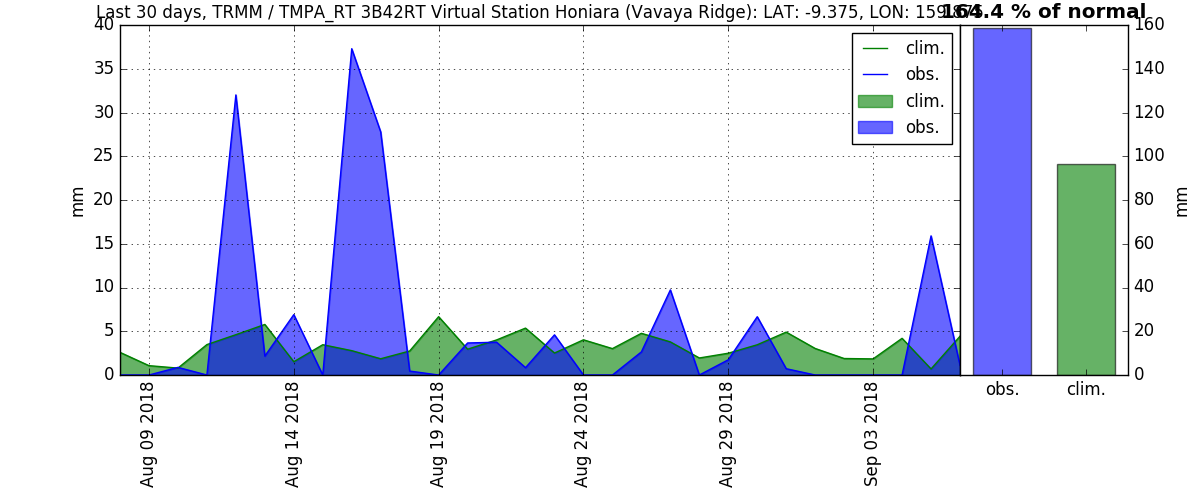 Last 30 days, TRMM / TMPA_RT 3B42RT Virtual Station Honiara (Vavaya Ridge): LAT: -9.375, LON:
164.4 % of normal
40
35
30
25
20
15
10
5
0
mm
clim.
obs.
clim.
obs.
160
140
120
100
80
60
40
20
0
mm
Aug 09 2018
Aug 14 2018
Aug 19 2018
Aug 24 2018
Aug 29 2018
Sep 03 2018
obs.
clim.